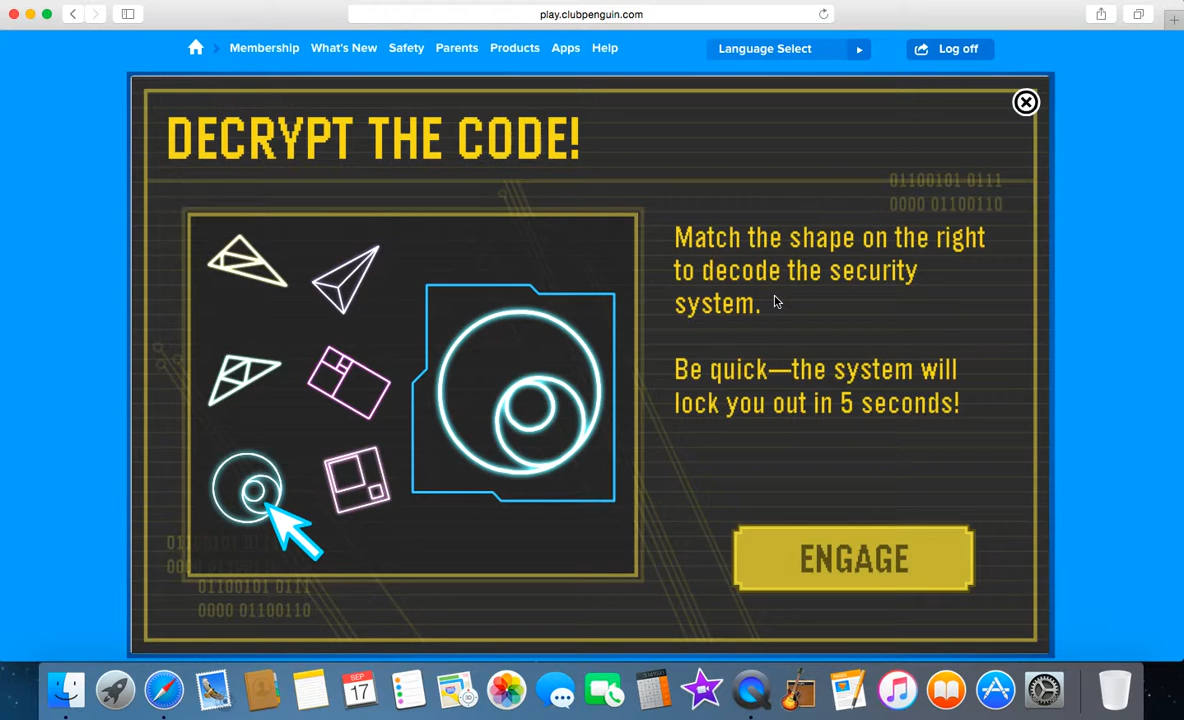 play.clubpenguin.com
Membership What's New Safety Parents Products Apps Help Language Select Log off
DECRYPT THE CODE!
01100101 0111
0000 01100110
Match the shape on the right
to decode the security
system.
Be quick—the system will
lock you out in 5 seconds!
ENGAGE
01100101 0111
0000 01100110
SEP
17